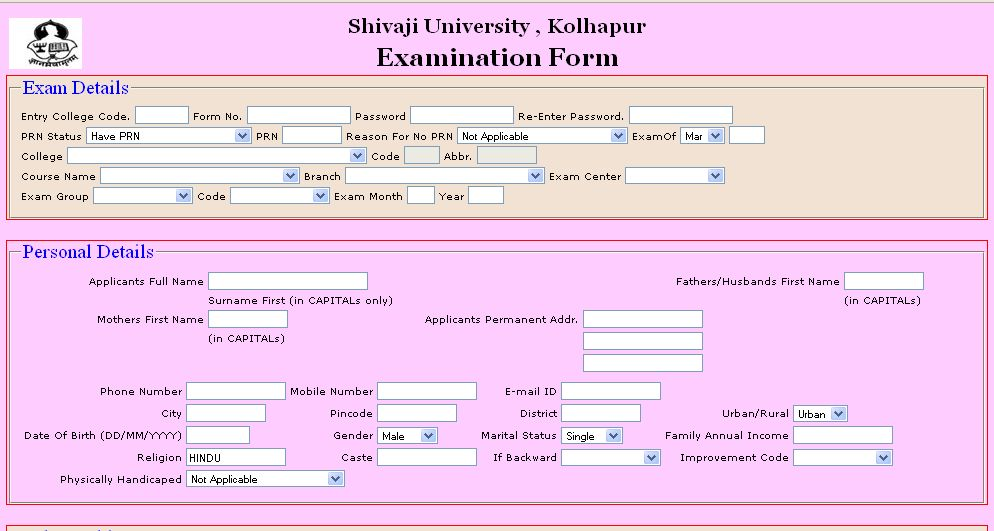 Shivaji University , Kolhapur
Examination Form
Exam Details
Entry College Code. Form No. Password Re-Enter Password.
PRN Status Have PRN PRN Reason For No PRN Not Applicable ExamOf Mar
College Code Abbr.
Course Name Branch Exam Center
Exam Group Code Exam Month Year
Personal Details
Applicants Full Name Fathers/Husbands First Name
Surname First (in CAPITALs only) (in CAPITALs)
Mothers First Name Applicants Permanent Addr.
(in CAPITALs)
Phone Number Mobile Number E-mail ID
City Pincode District Urban/Rural Urban
Date Of Birth (DD/MM/YYYY) Gender Male Marital Status Single Family Annual Income
Religion HINDU Caste If Backward Improvement Code
Physically Handicaped Not Applicable